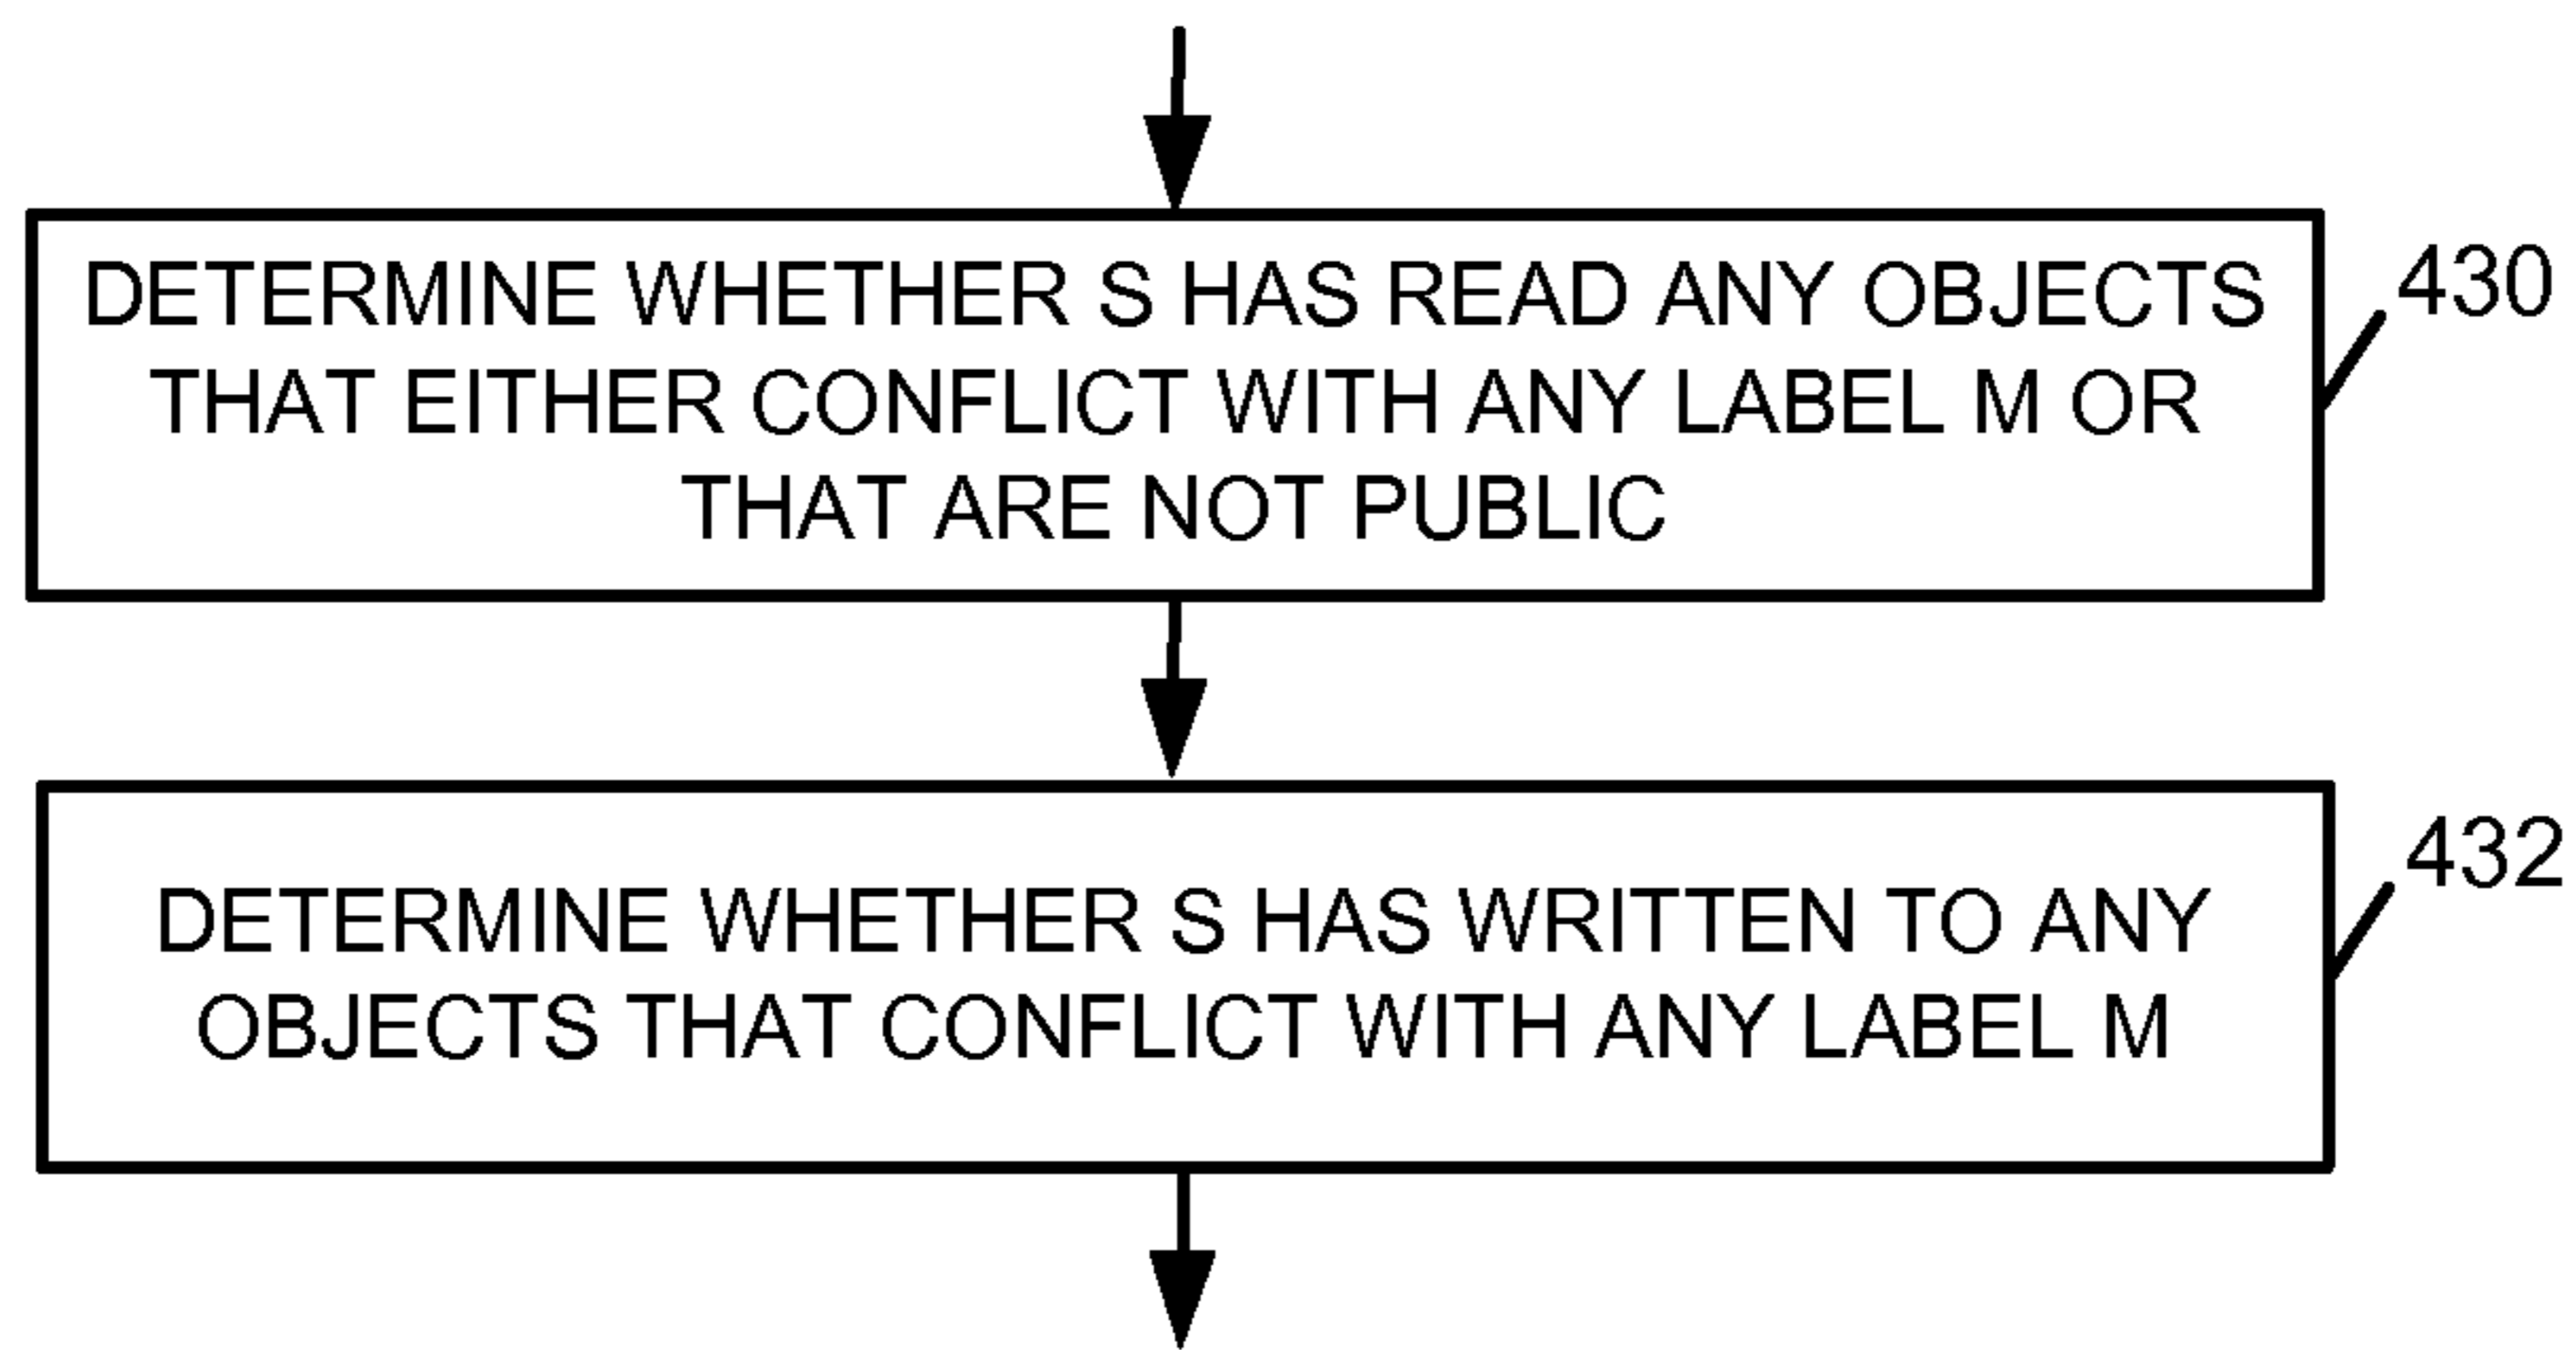 DETERMINE WHETHER S HAS READ ANY OBJECTS
THAT EITHER CONFLICT WITH ANY LABEL M OR
THAT ARE NOT PUBLIC
430
DETERMINE WHETHER S HAS WRITTEN TO ANY
OBJECTS THAT CONFLICT WITH ANY LABEL M
432